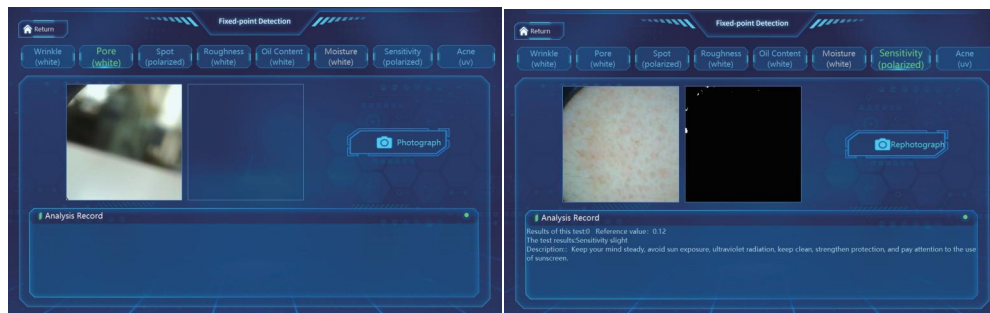 Fixed-point Detection
Return
Wrinkle
(white)
Pore
(white)
Spot
(polarized)
Roughness
(white)
Oil Content
(white)
Moisture
(white)
Sensitivity
(polarized)
Acne
(uv)
Photograph
Analysis Record
Fixed-point Detection
Return
Wrinkle
(white)
Pore
(white)
Spot
(polarized)
Roughness
(white)
Oil Content
(white)
Moisture
(white)
Sensitivity
(polarized)
Acne
(uv)
Rephotograph
Analysis Record
Results of this test:0 Reference value: 0.12
The test results:Sensitivity slight
Description:: Keep your mind steady, avoid sun exposure, ultraviolet radiation, keep clean, strengthen protection, and pay attention to the use
of sunscreen.